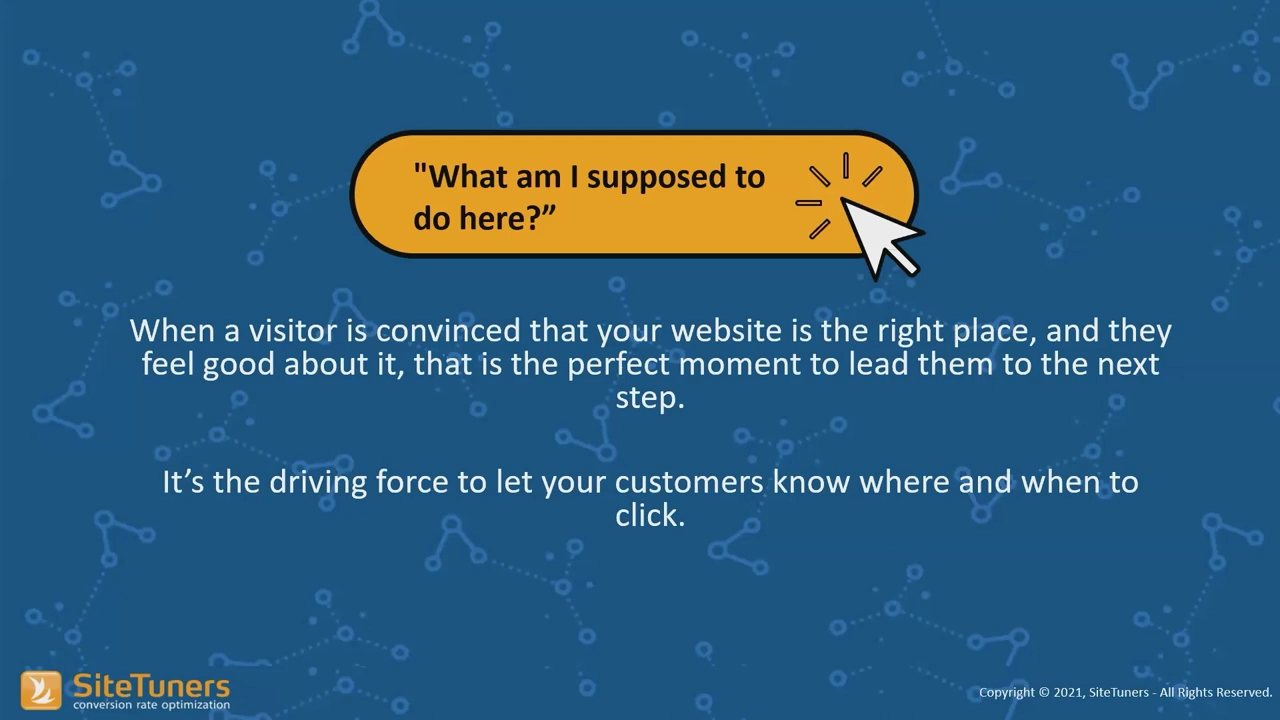 "What am I supposed to
do here?”
When a visitor is convinced that your website is the right place, and they
feel good about it, that is the perfect moment to lead them to the next
step.
It’s the driving force to let your customers know where and when to
click.
SiteTuners
conversion rate optimization
Copyright © 2021, SiteTuners - All Rights Reserved.